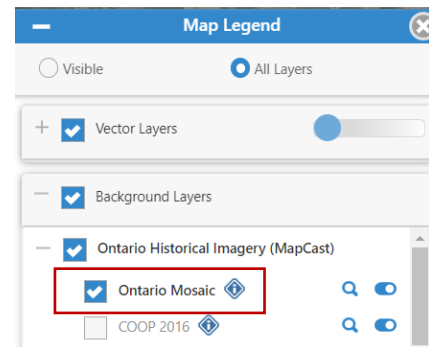 Map Legend
Visible All Layers
Vector Layers
Background Layers
Ontario Historical Imagery (MapCast)
Ontario Mosaic
COOP 2016